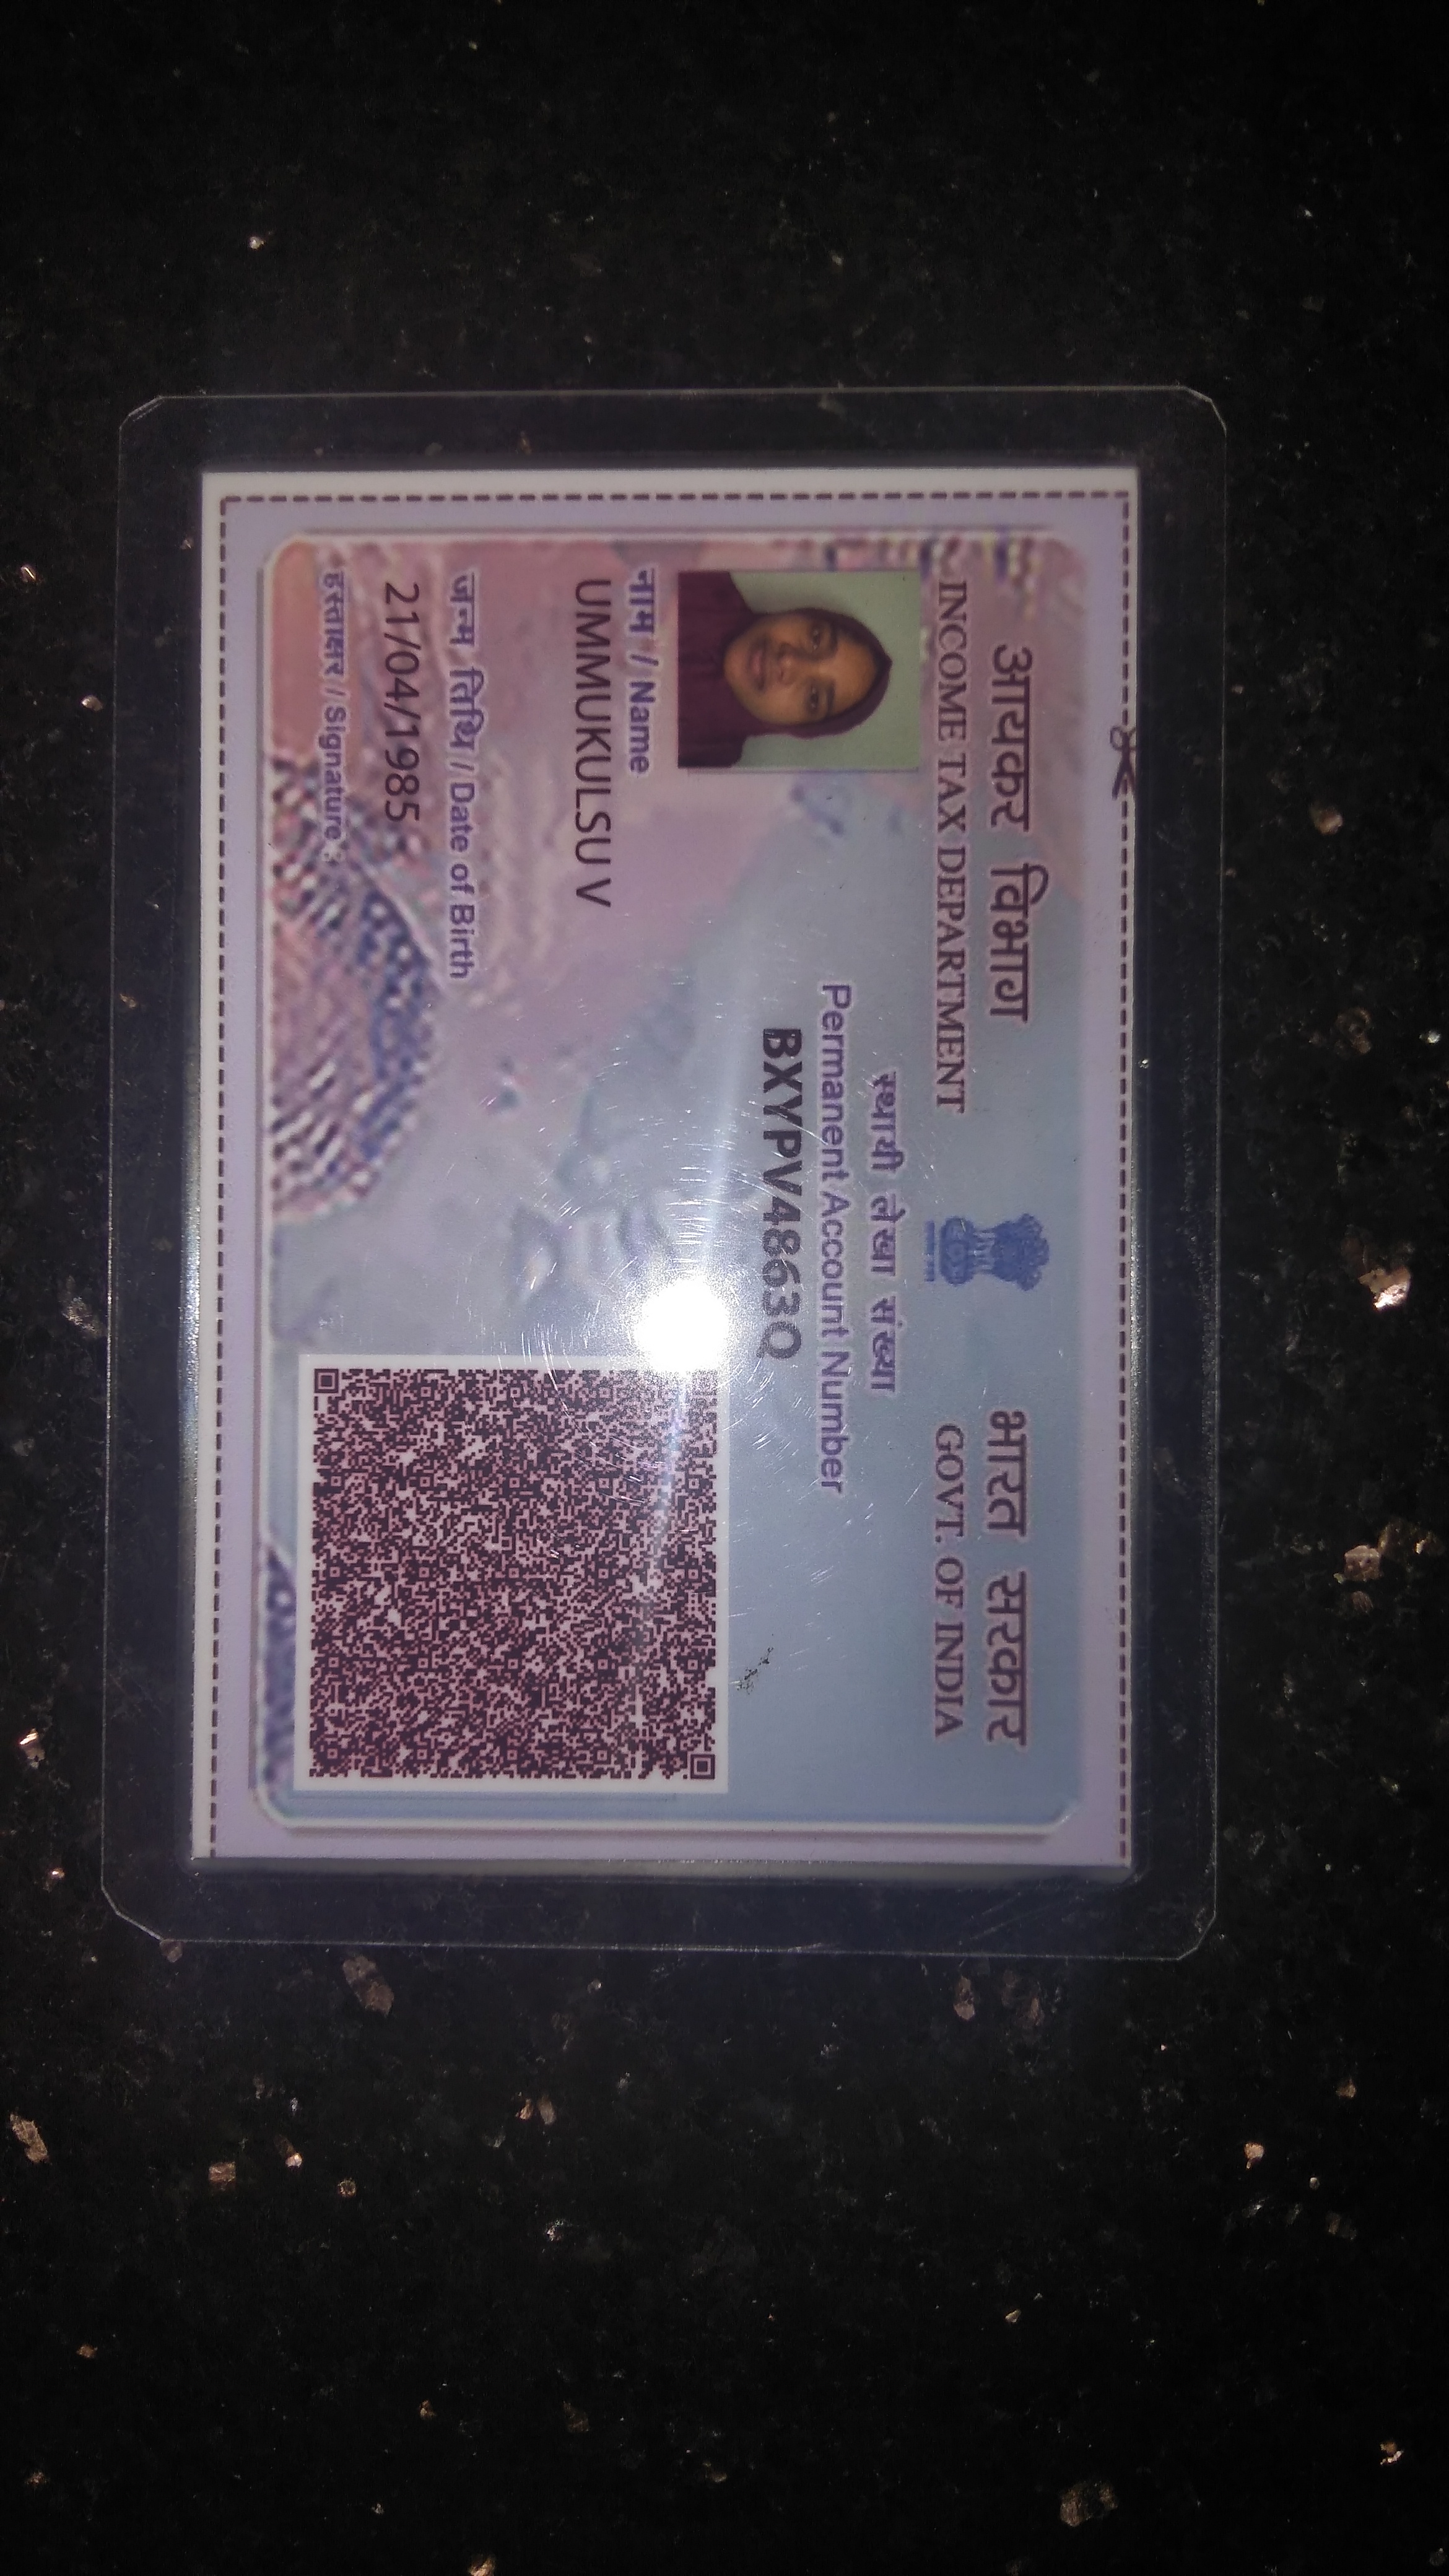 आयकर विभाग
INCOME TAX DEPARTMENT
भारत सरकार
GOVT. OF INDIA
स्थायी लेखा संख्या
Permanent Account Number
BXYPV4863Q
नाम / Name
UMMUKULSU V
जन्म तिथि / Date of Birth
21/04/1985
हस्ताक्षर / Signature